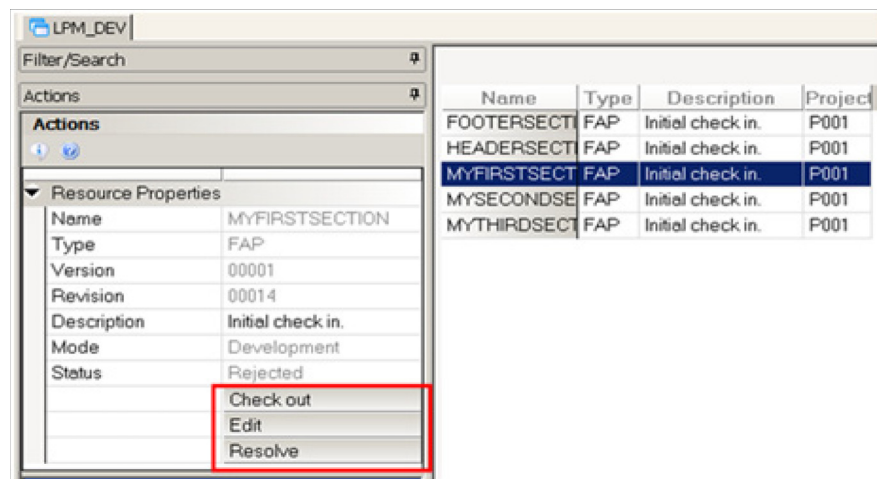 LPM_DEV
Filter/Search
Actions
Actions
Resource Properties
Name MYFIRSTSECTION
Type FAP
Version 00001
Revision 00014
Description Initial check in.
Mode Development
Status Rejected
Check out
Edit
Resolve
Name Type Description Project
FOOTERSECTI FAP Initial check in. P001
HEADERSECTI FAP Initial check in. P001
MYFIRSTSECT FAP Initial check in. P001
MYSECONDSE FAP Initial check in. P001
MYTHIRDSECT FAP Initial check in. P001